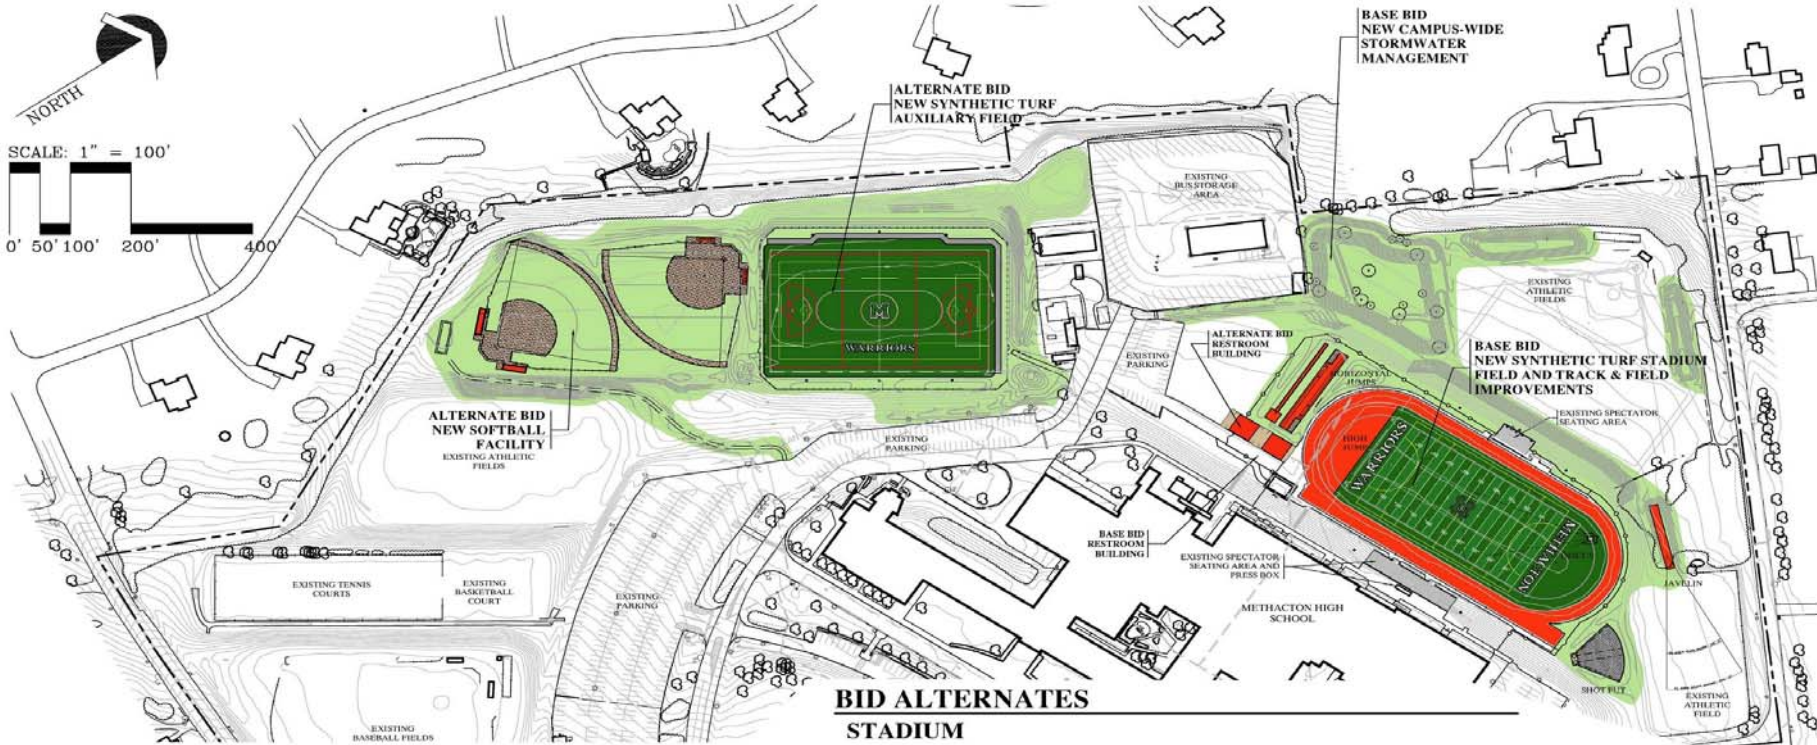 NORTH
SCALE: 1" = 100'
0' 50' 100' 200' 400'
BASE BID
NEW CAMPUS-WIDE
STORMWATER
MANAGEMENT
ALTERNATE BID
NEW SYNTHETIC TURF
AUXILIARY FIELD
EXISTING
BUS STORAGE
AREA
EXISTING
ATHLETIC
FIELDS
M
WARRIORS
ALTERNATE BID
RESTROOM
BUILDING
EXISTING
PARKING
BASE BID
NEW SYNTHETIC TURF STADIUM
FIELD AND TRACK & FIELD
IMPROVEMENTS
HORIZONTAL
JUMPS
EXISTING SPECTATOR
SEATING AREA
ALTERNATE BID
NEW SOFTBALL
FACILITY
EXISTING ATHLETIC
FIELDS
EXISTING
PARKING
HIGH
JUMP
WARRIORS
METHACTON
BASE BID
RESTROOM
BUILDING
EXISTING SPECTATOR
SEATING AREA AND
PRESS BOX
JAVELIN
EXISTING TENNIS
COURTS
EXISTING
BASKETBALL
COURT
EXISTING
PARKING
METHACTON HIGH
SCHOOL
SHOT PUT
EXISTING
ATHLETIC
FIELD
EXISTING
BASEBALL FIELDS
BID ALTERNATES
STADIUM